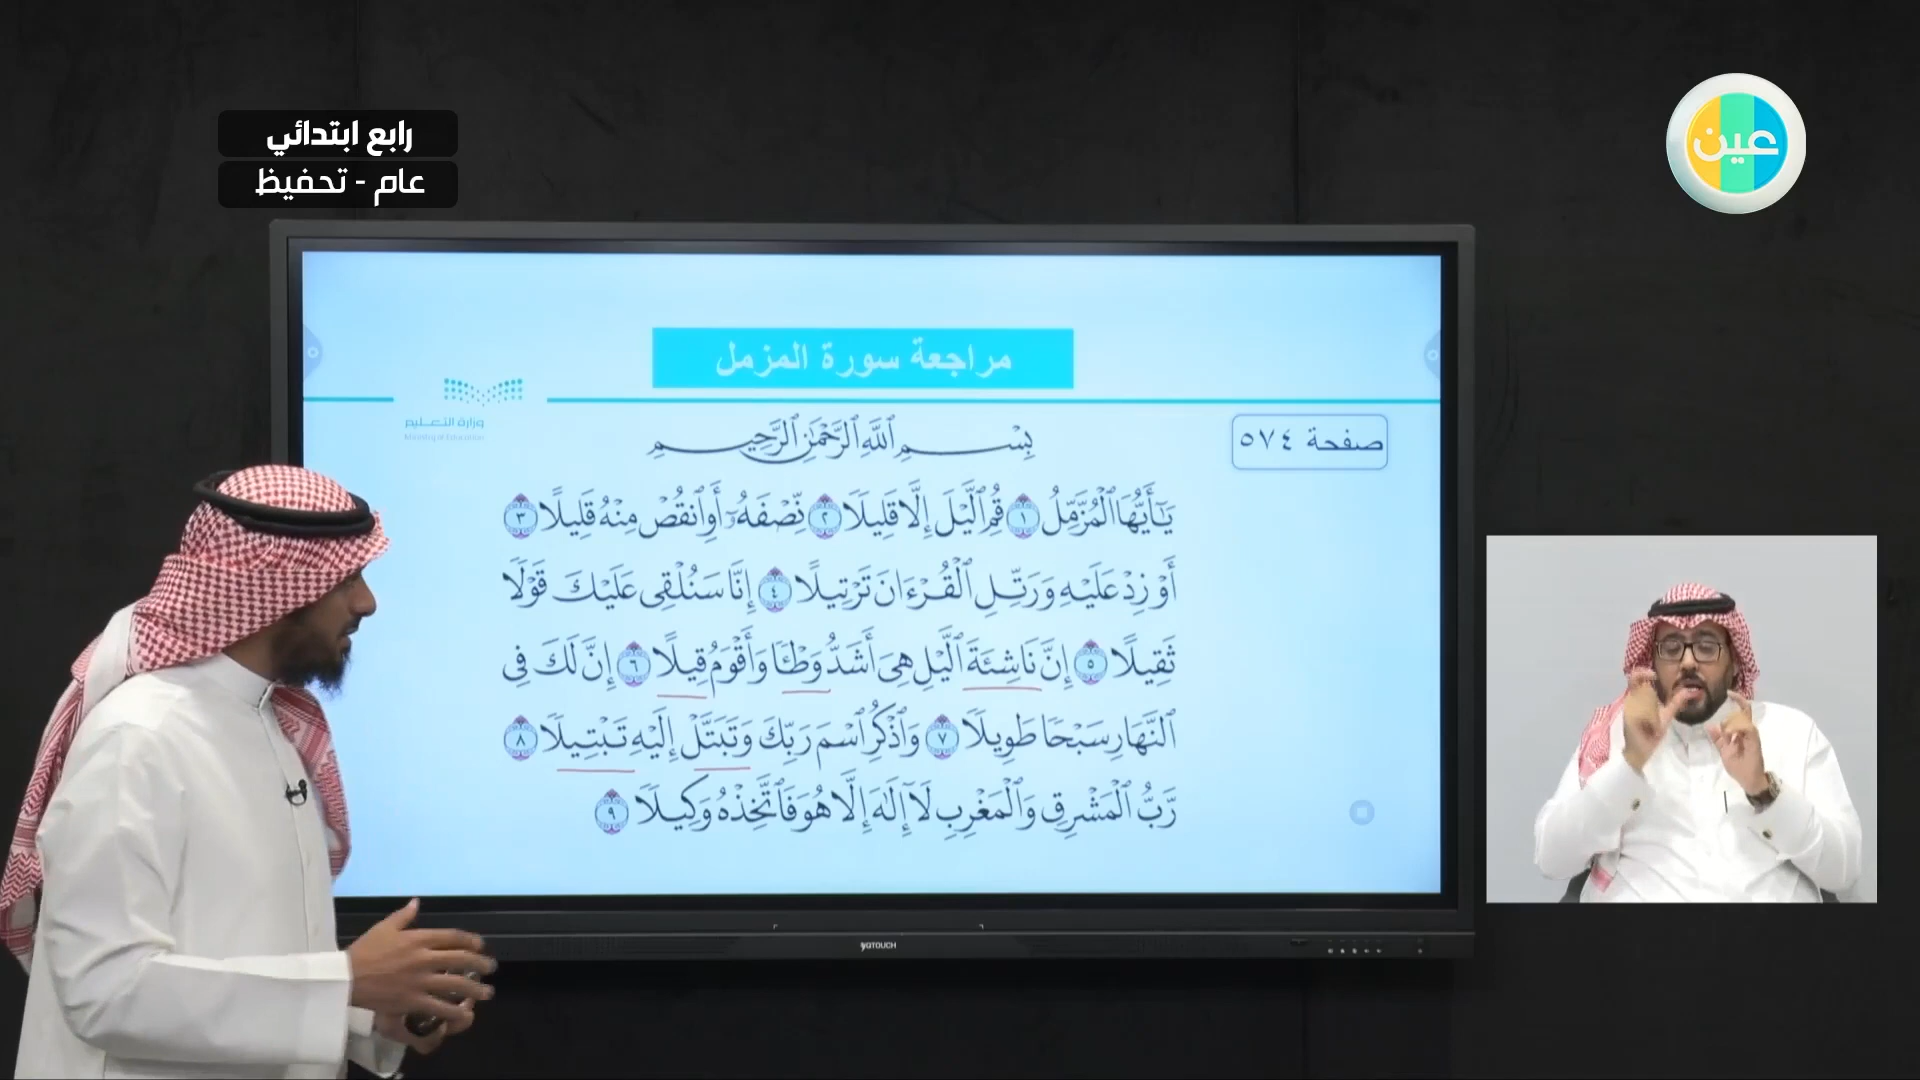 رابع ابتدائي
عام - تحفيظ
عين
مراجعة سورة المزمل
وزارة التعليم
Ministry of Education
صفحة ٥٧٤
بِسْمِ ٱللَّهِ ٱلرَّحْمَٰنِ ٱلرَّحِيمِ
يَٰٓأَيُّهَا ٱلْمُزَّمِّلُ ١ قُمِ ٱلَّيْلَ إِلَّا قَلِيلًا ٢ نِّصْفَهُۥٓ أَوِ ٱنقُصْ مِنْهُ قَلِيلًا ٣
أَوْ زِدْ عَلَيْهِ وَرَتِّلِ ٱلْقُرْءَانَ تَرْتِيلًا ٤ إِنَّا سَنُلْقِى عَلَيْكَ قَوْلًا
ثَقِيلًا ٥ إِنَّ نَاشِئَةَ ٱلَّيْلِ هِىَ أَشَدُّ وَطْـًٔا وَأَقْوَمُ قِيلًا ٦ إِنَّ لَكَ فِى
ٱلنَّهَارِ سَبْحًا طَوِيلًا ٧ وَٱذْكُرِ ٱسْمَ رَبِّكَ وَتَبَتَّلْ إِلَيْهِ تَبْتِيلًا ٨
رَّبُّ ٱلْمَشْرِقِ وَٱلْمَغْرِبِ لَآ إِلَٰهَ إِلَّا هُوَ فَٱتَّخِذْهُ وَكِيلًا ٩
VGTOUCH